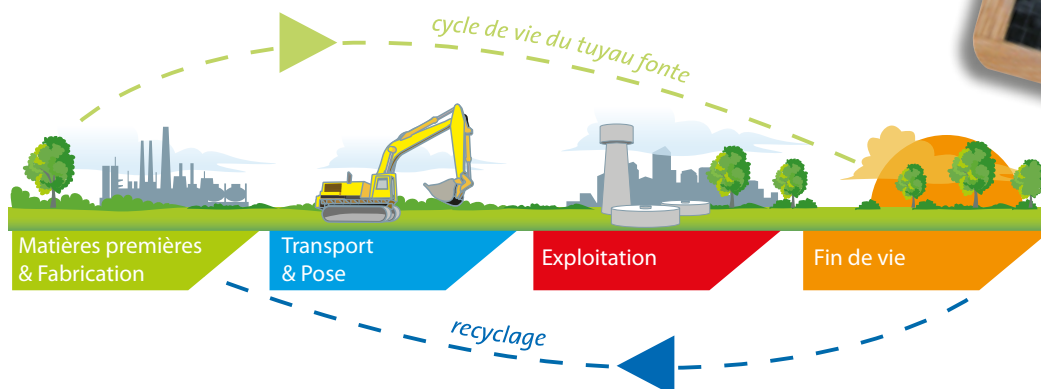 cycle de vie du tuyau fonte
Matières premières
& Fabrication
Transport
& Pose
Exploitation
Fin de vie
recyclage